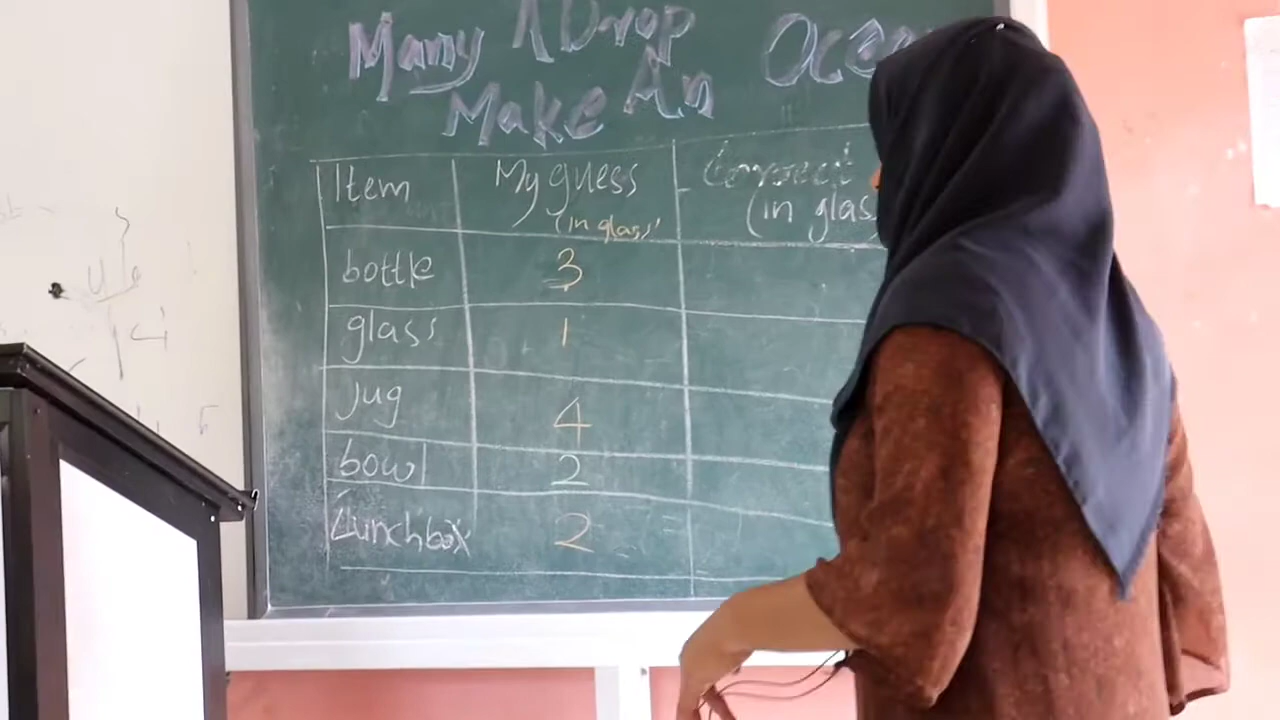 Many A Drop
Make An Ocea
Item My guess Correct
(in glass) (in glass
bottle 3
glass 1
Jug 4
bowl 2
Lunchbox 2